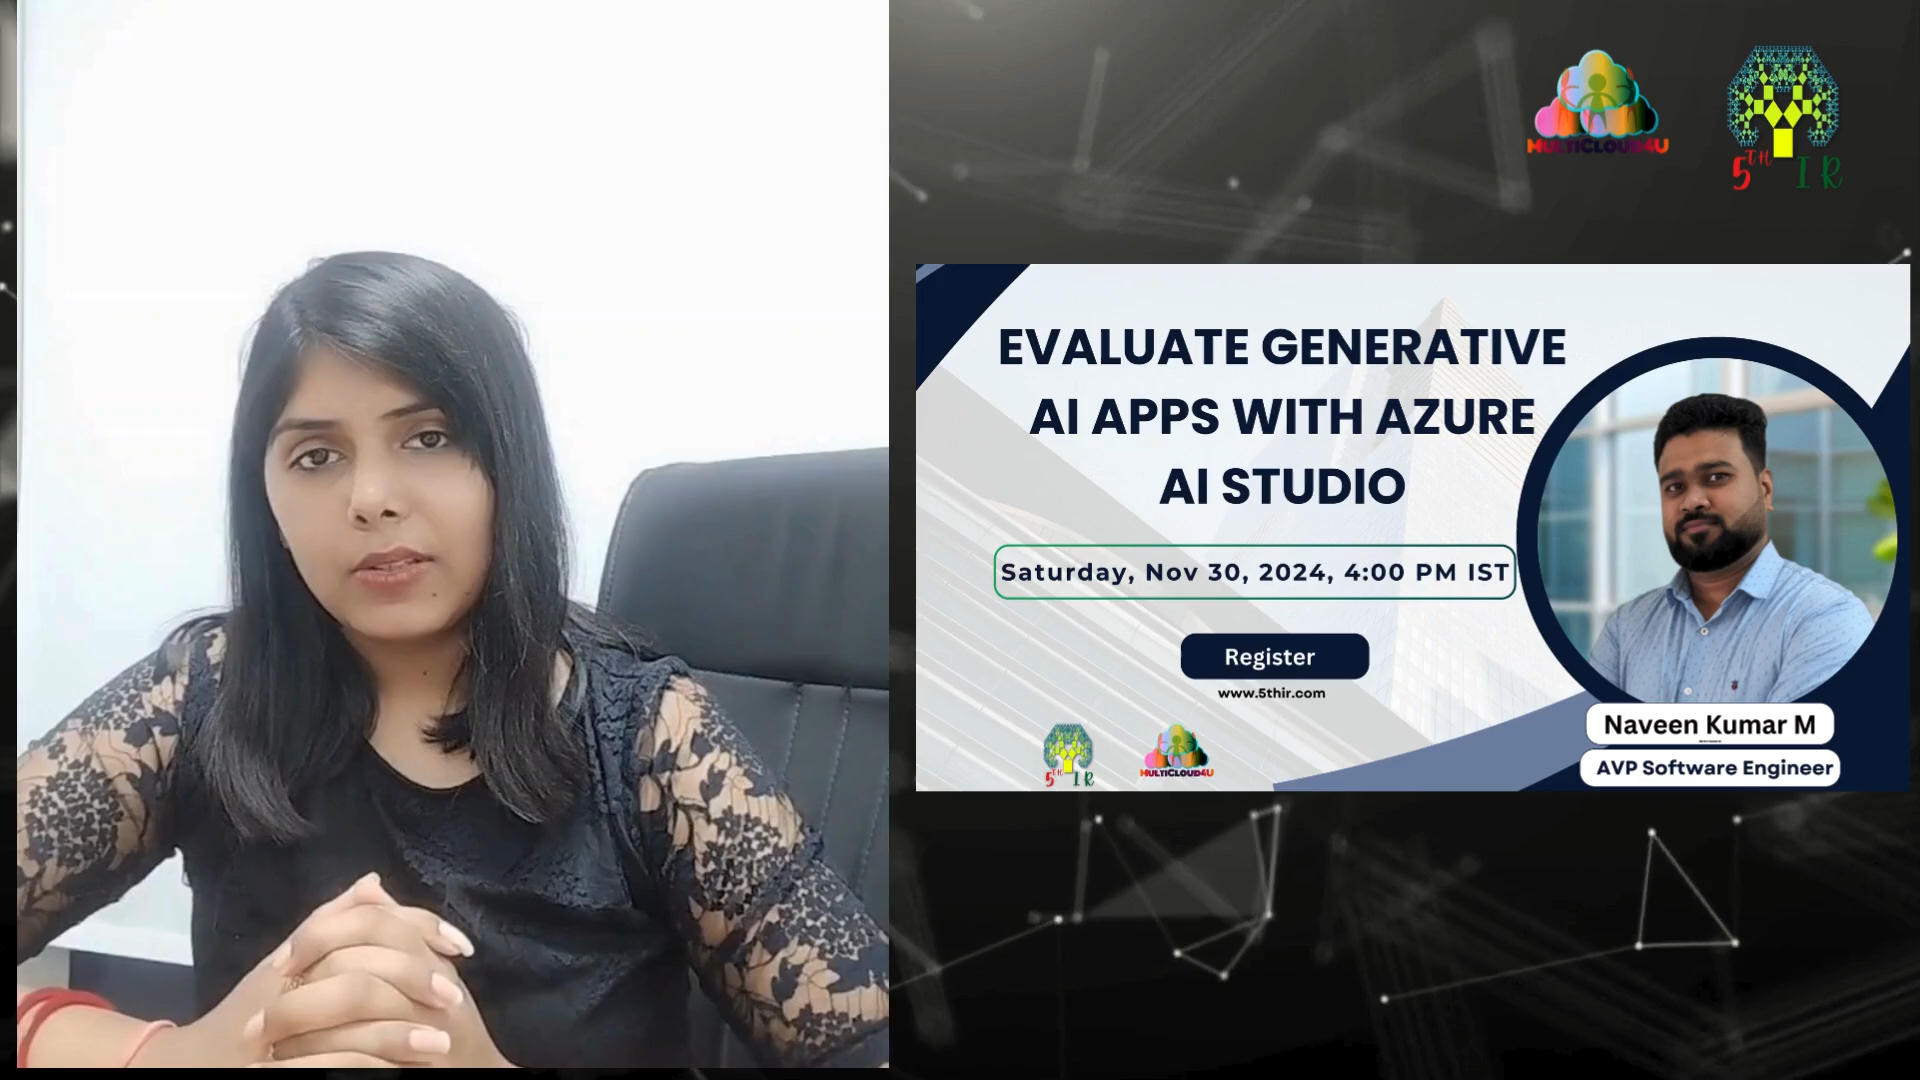 MULTICLOUD4U
5TH IR
EVALUATE GENERATIVE
AI APPS WITH AZURE
AI STUDIO
Saturday, Nov 30, 2024, 4:00 PM IST
Register
www.5thir.com
5TH IR
MULTICLOUD4U
Naveen Kumar M
AVP Software Engineer